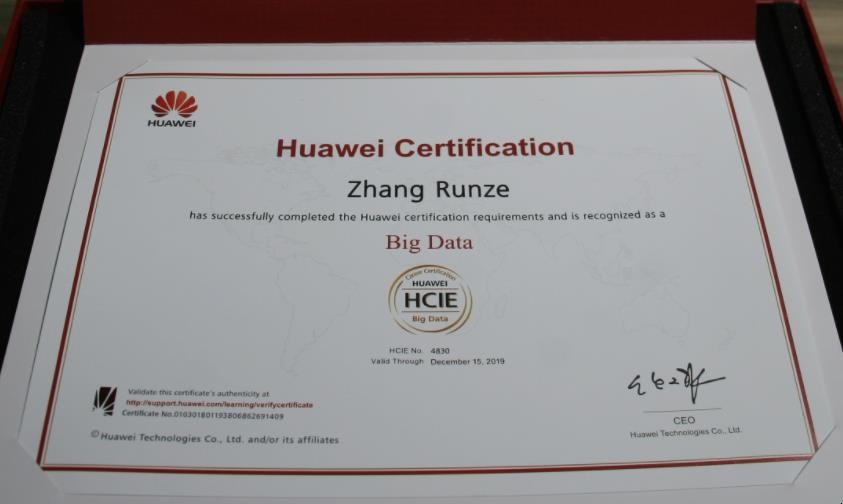 HUAWEI
Huawei Certification
Zhang Runze
has successfully completed the Huawei certification requirements and is recognized as a
Big Data
Career Certification
HUAWEI
HCIE
Big Data
HCIE No. 4830
Valid Through December 15, 2019
Validate this certificate's authenticity at
http://support.huawei.com/learning/verifycertificate
Certificate No.010301801193806862691409
© Huawei Technologies Co., Ltd. and/or its affiliates
CEO
Huawei Technologies Co., Ltd.